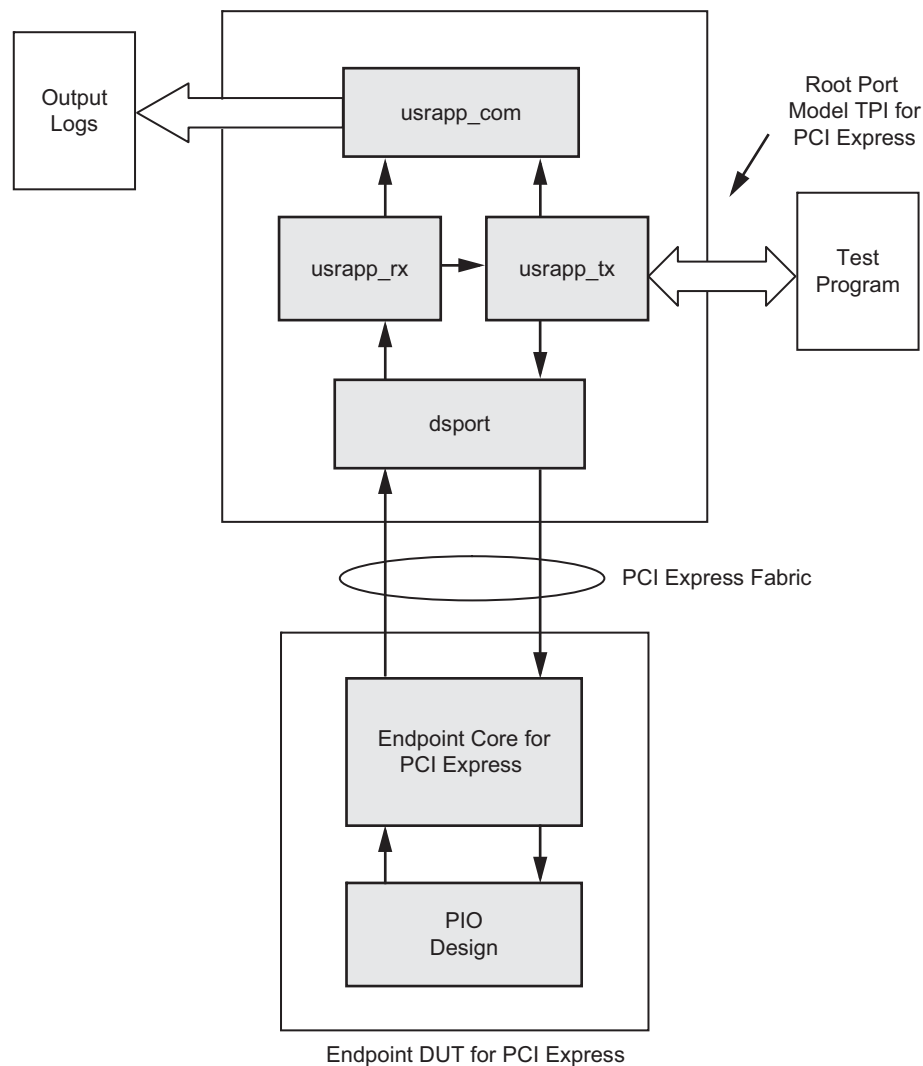 Output
Logs
usrapp_com
Root Port
Model TPI for
PCI Express
usrapp_rx
usrapp_tx
Test
Program
dsport
PCI Express Fabric
Endpoint Core for
PCI Express
PIO
Design
Endpoint DUT for PCI Express